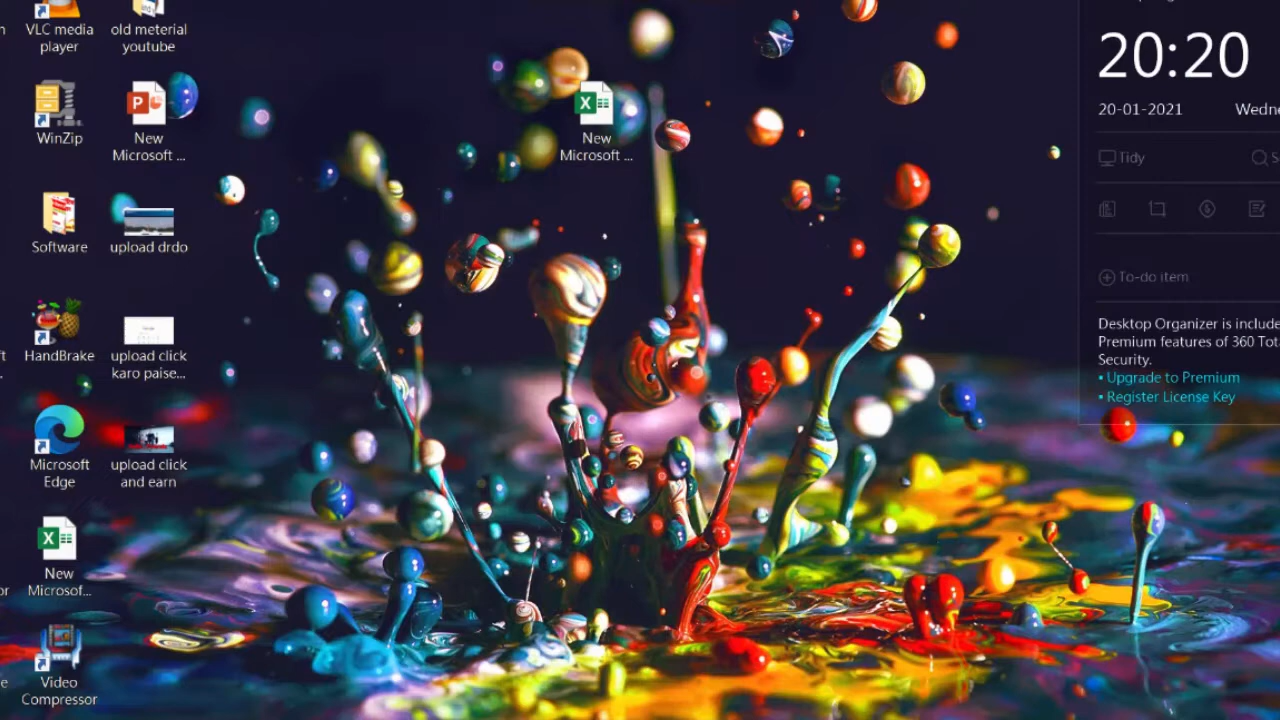 VLC media
player
old meterial
youtube
WinZip
New
Microsoft ...
New
Microsoft ...
Software
upload drdo
HandBrake
upload click
karo paise...
Microsoft
Edge
upload click
and earn
New
Microsof...
Video
Compressor
20:20
20-01-2021 Wedne
Tidy
To-do item
Desktop Organizer is include
Premium features of 360 Tota
Security.
▪ Upgrade to Premium
▪ Register License Key